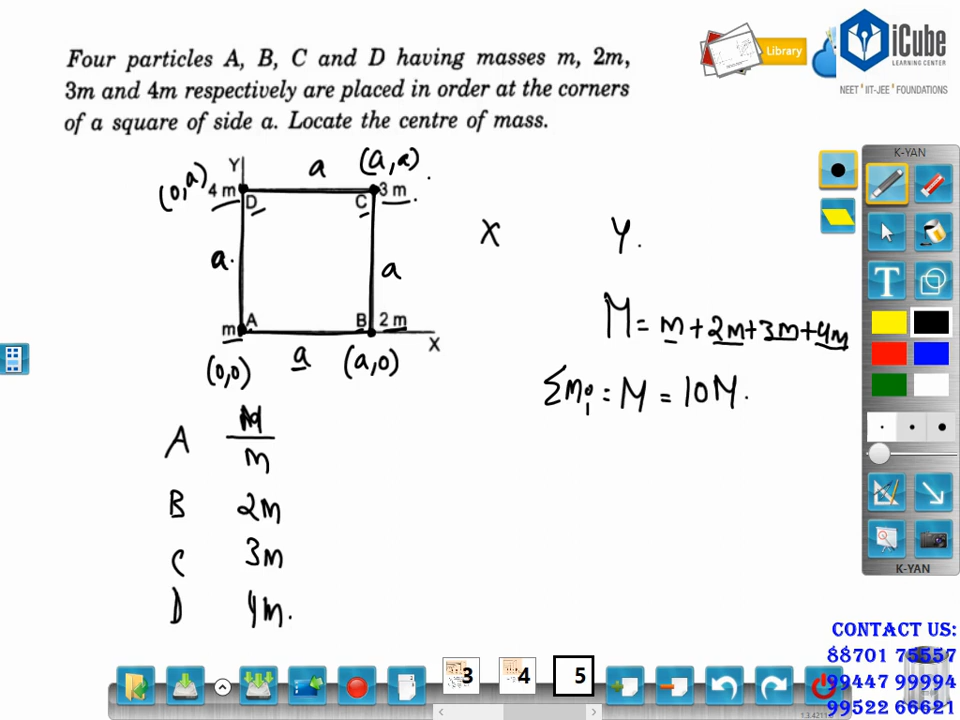 Four particles A, B, C and D having masses m, 2m,
3m and 4m respectively are placed in order at the corners
of a square of side a. Locate the centre of mass.
Library
iCube
LEARNING CENTER
NEET ' IIT-JEE ' FOUNDATIONS
Y
a
(a,a)
(0,a)
4 m
3 m
D
C
a
a
X
Y
M = m + 2m + 3m + 4m
m
A
B
2 m
X
(0,0)
a
(a,0)
Σmi = M = 10M
M
A
m
B
2m
C
3m
D
4m
K-YAN
T
K-YAN
CONTACT US:
88701 75557
99447 99994
99522 66621
3
4
5